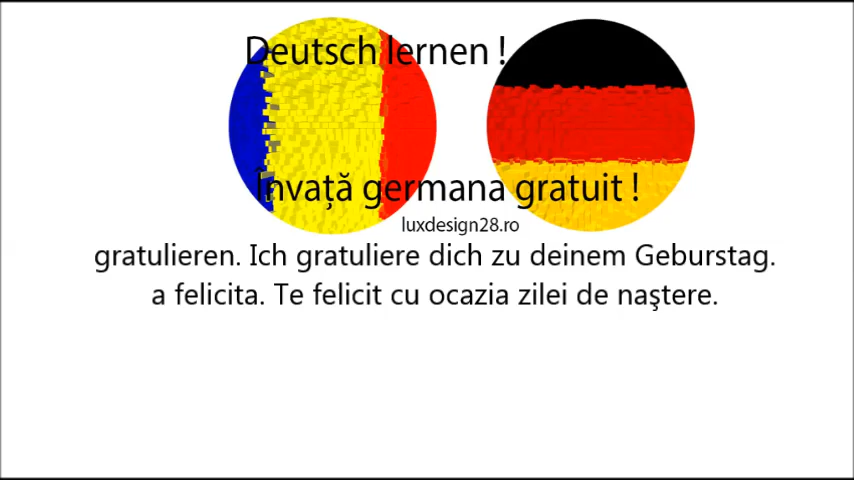 Deutsch lernen !
Învață germana gratuit !
luxdesign28.ro
gratulieren. Ich gratuliere dich zu deinem Geburstag.
a felicita. Te felicit cu ocazia zilei de naştere.